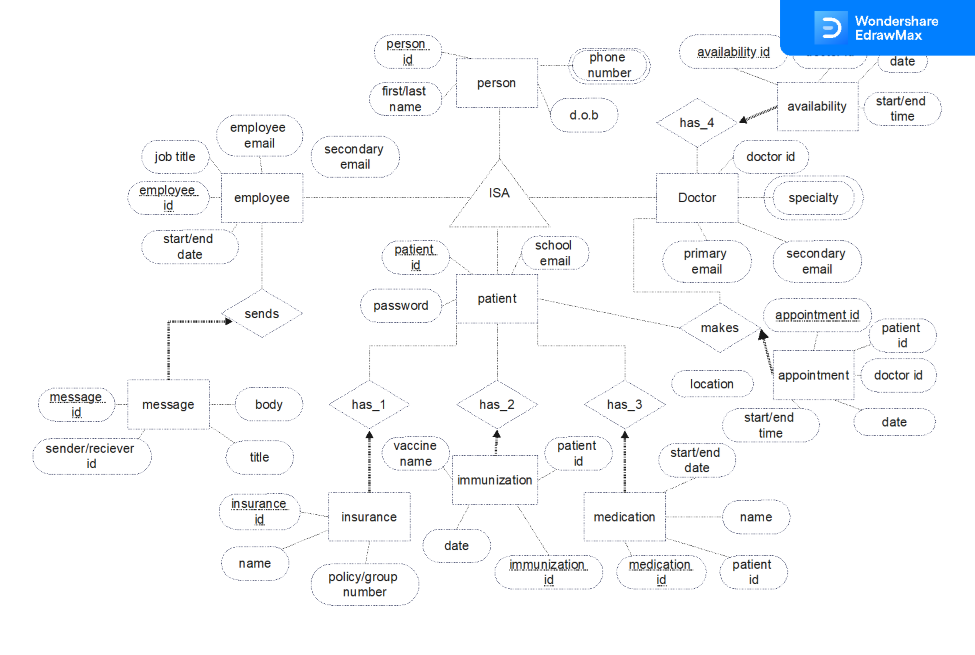 Wondershare
EdrawMax
person
id
phone
number
availability id
date
person
first/last
name
d.o.b
availability
start/end
time
has_4
employee
email
secondary
email
job title
doctor id
employee
id
employee
ISA
Doctor
specialty
start/end
date
patient
id
school
email
primary
email
secondary
email
password
patient
sends
makes
appointment id
patient
id
location
appointment
doctor id
message
id
message
body
has_1
has_2
has_3
start/end
time
date
sender/reciever
id
title
vaccine
name
patient
id
start/end
date
immunization
insurance
id
insurance
medication
name
date
name
policy/group
number
immunization
id
medication
id
patient
id